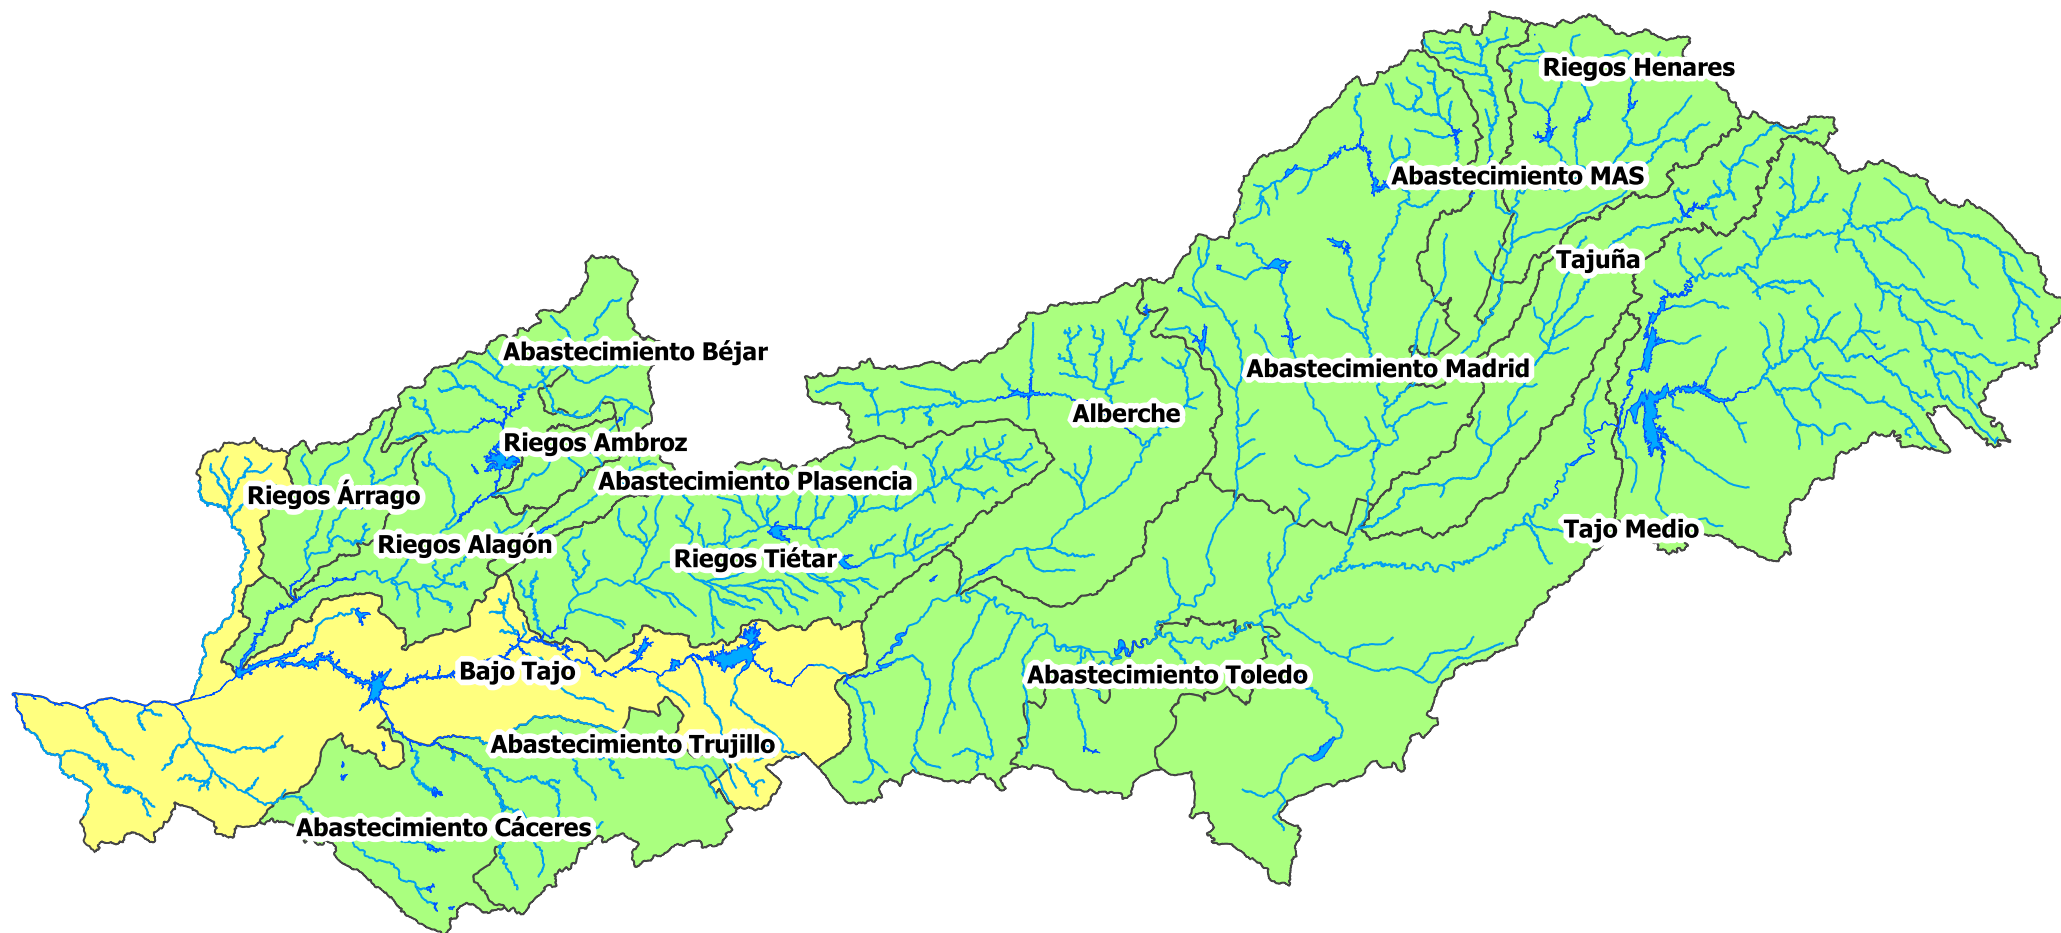 Riegos Henares
Abastecimiento MAS
Tajuña
Abastecimiento Béjar
Abastecimiento Madrid
Alberche
Riegos Ambroz
Abastecimiento Plasencia
Riegos Árrago
Tajo Medio
Riegos Alagón
Riegos Tiétar
Bajo Tajo
Abastecimiento Toledo
Abastecimiento Trujillo
Abastecimiento Cáceres